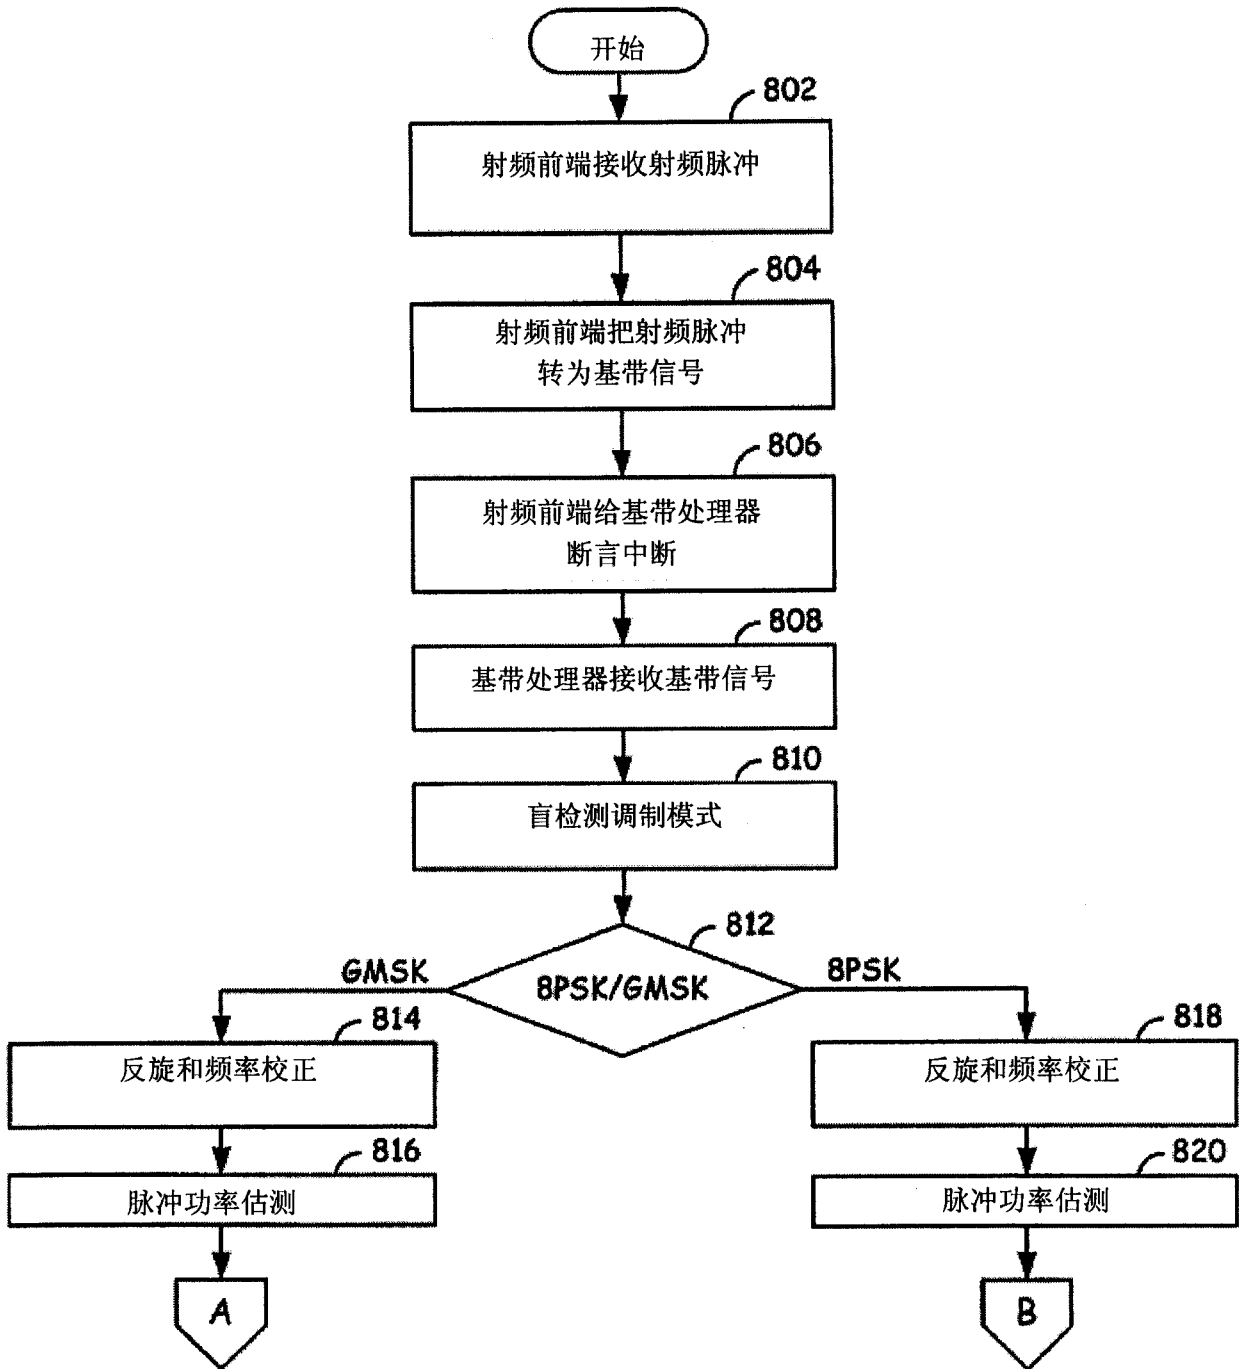 开始
802
射频前端接收射频脉冲
804
射频前端把射频脉冲
转为基带信号
806
射频前端给基带处理器
断言中断
808
基带处理器接收基带信号
810
盲检测调制模式
812
GMSK
8PSK/GMSK
8PSK
814
反旋和频率校正
818
反旋和频率校正
816
脉冲功率估测
820
脉冲功率估测
A
B